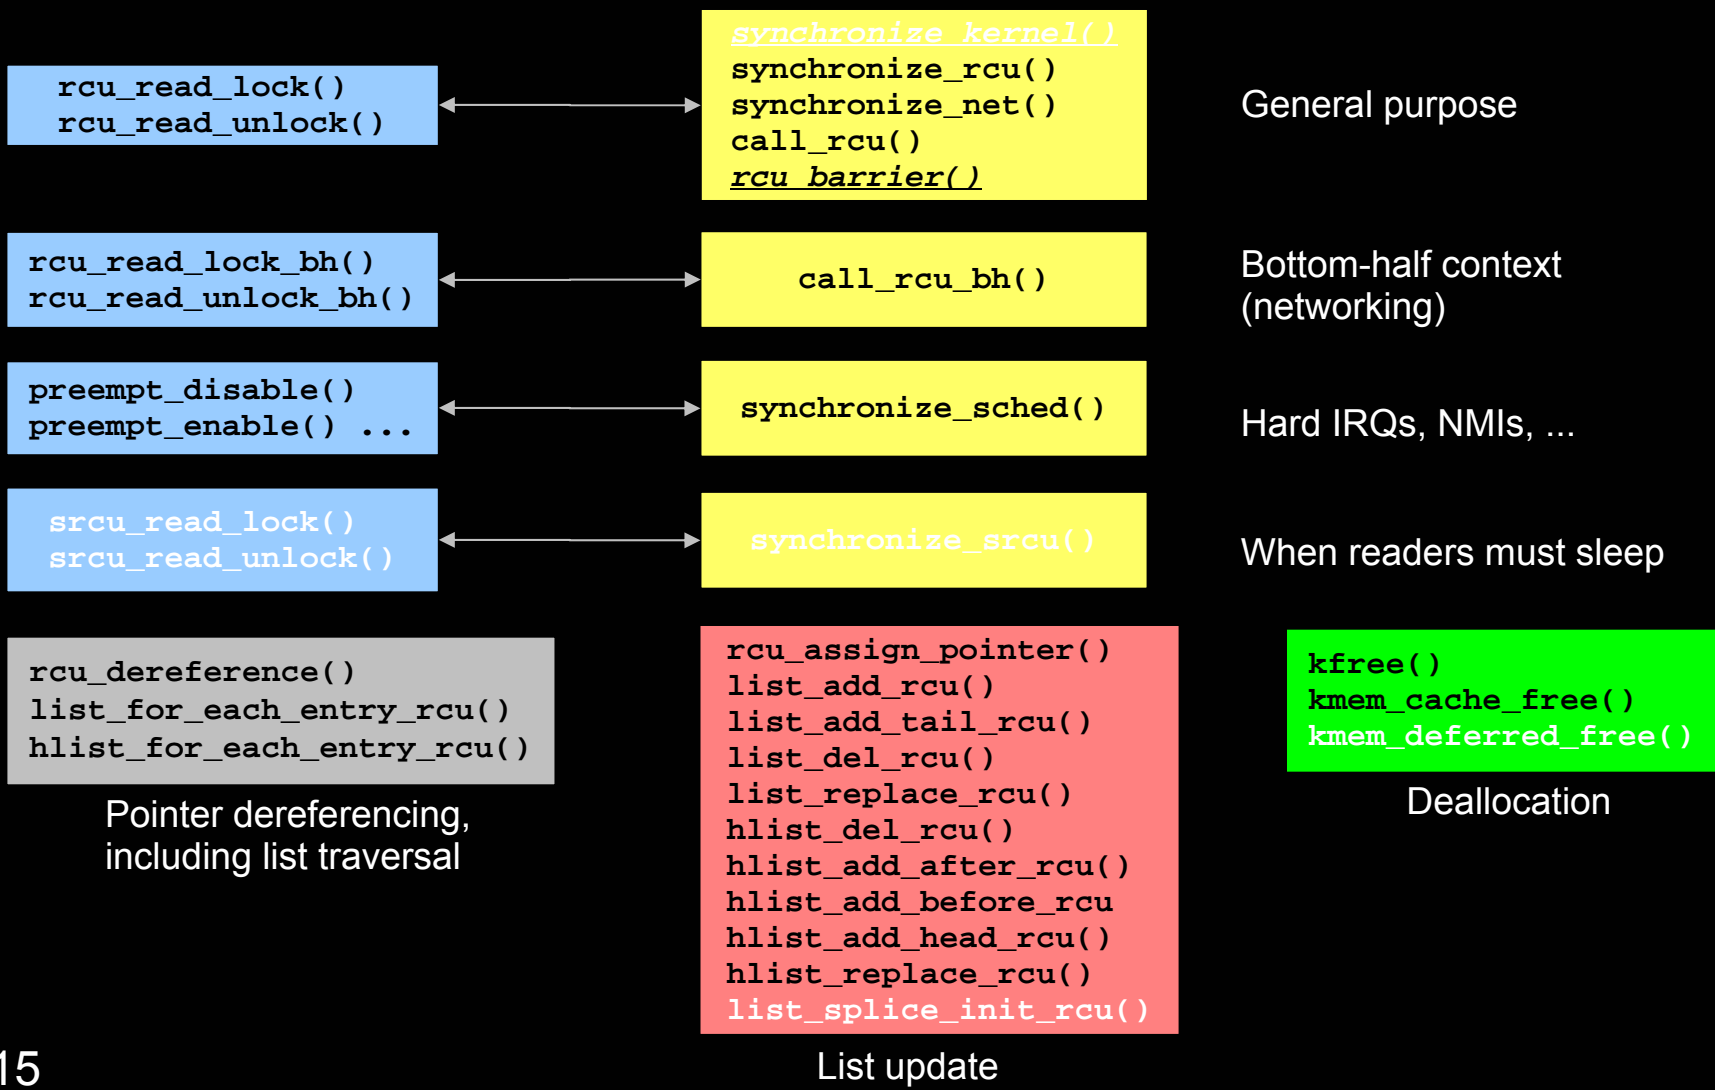 synchronize_kernel()
synchronize_rcu()
synchronize_net()
call_rcu()
rcu_barrier()
rcu_read_lock()
rcu_read_unlock()
General purpose
rcu_read_lock_bh()
rcu_read_unlock_bh()
call_rcu_bh()
Bottom-half context
(networking)
preempt_disable()
preempt_enable() ...
synchronize_sched()
Hard IRQs, NMIs, ...
srcu_read_lock()
srcu_read_unlock()
synchronize_srcu()
When readers must sleep
rcu_dereference()
list_for_each_entry_rcu()
hlist_for_each_entry_rcu()
Pointer dereferencing,
including list traversal
rcu_assign_pointer()
list_add_rcu()
list_add_tail_rcu()
list_del_rcu()
list_replace_rcu()
hlist_del_rcu()
hlist_add_after_rcu()
hlist_add_before_rcu
hlist_add_head_rcu()
hlist_replace_rcu()
list_splice_init_rcu()
List update
kfree()
kmem_cache_free()
kmem_deferred_free()
Deallocation
15